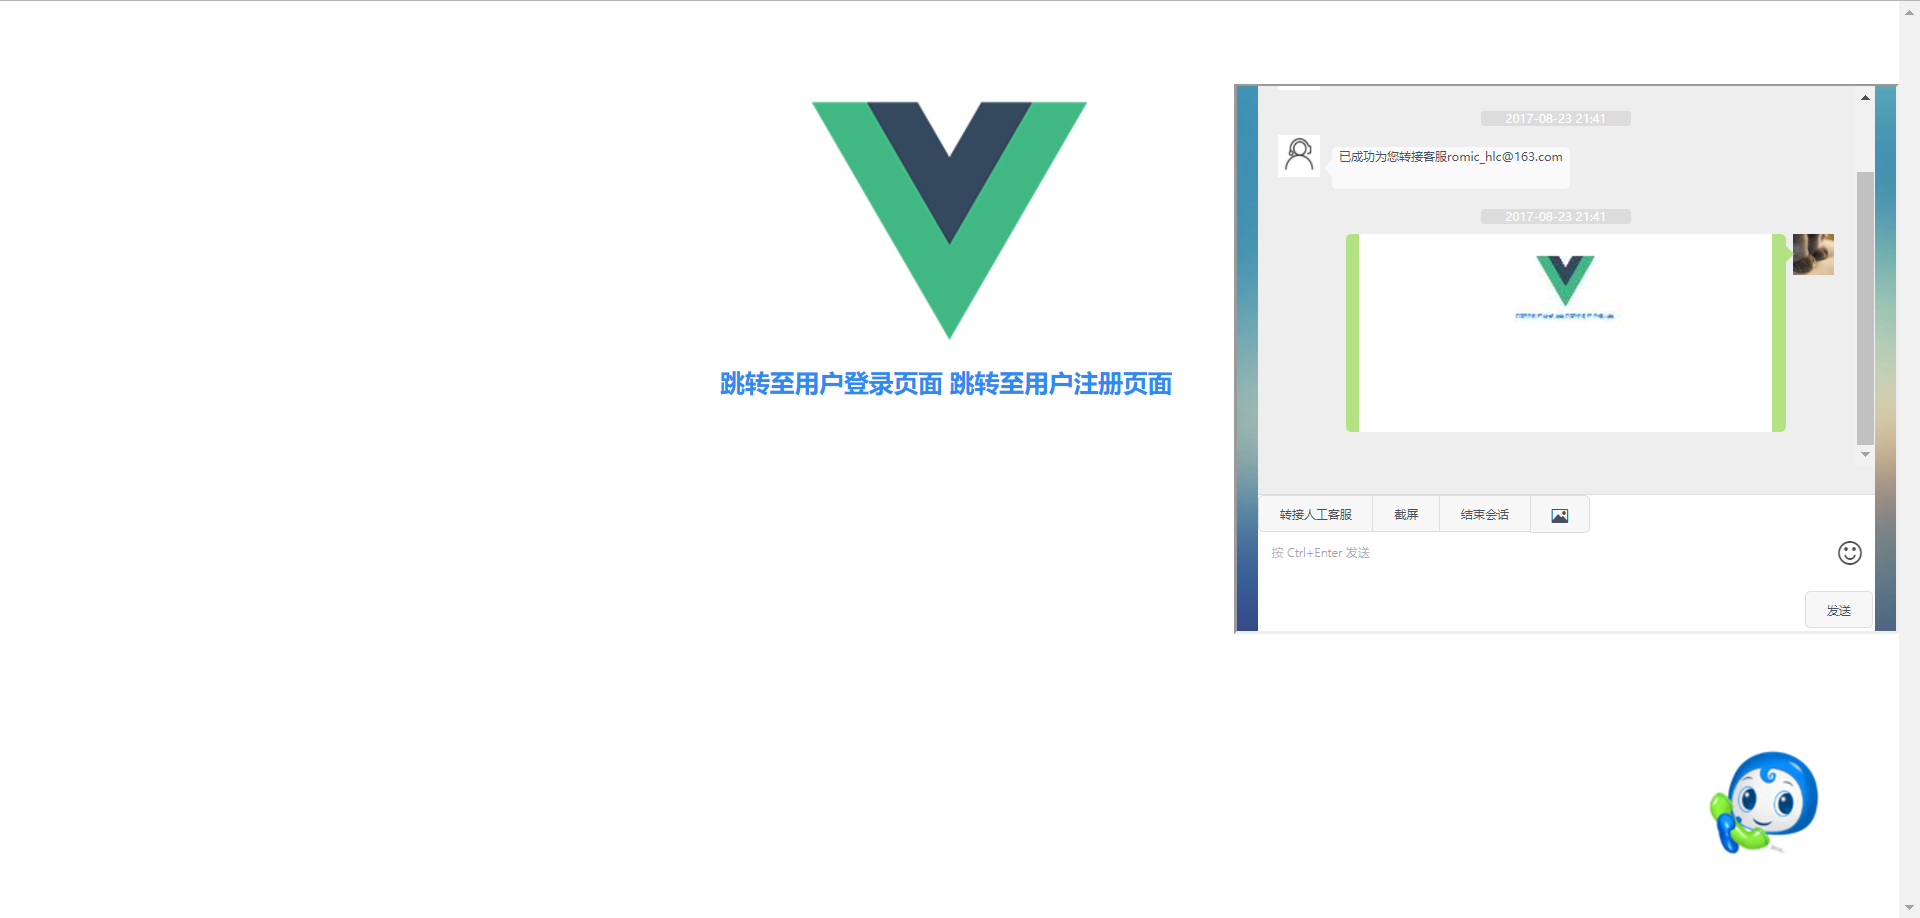 跳转至用户登录页面 跳转至用户注册页面
2017-08-23 21:41
已成功为您转接客服romic_hlc@163.com
2017-08-23 21:41
转接人工客服
截屏
结束会话
按 Ctrl+Enter 发送
发送